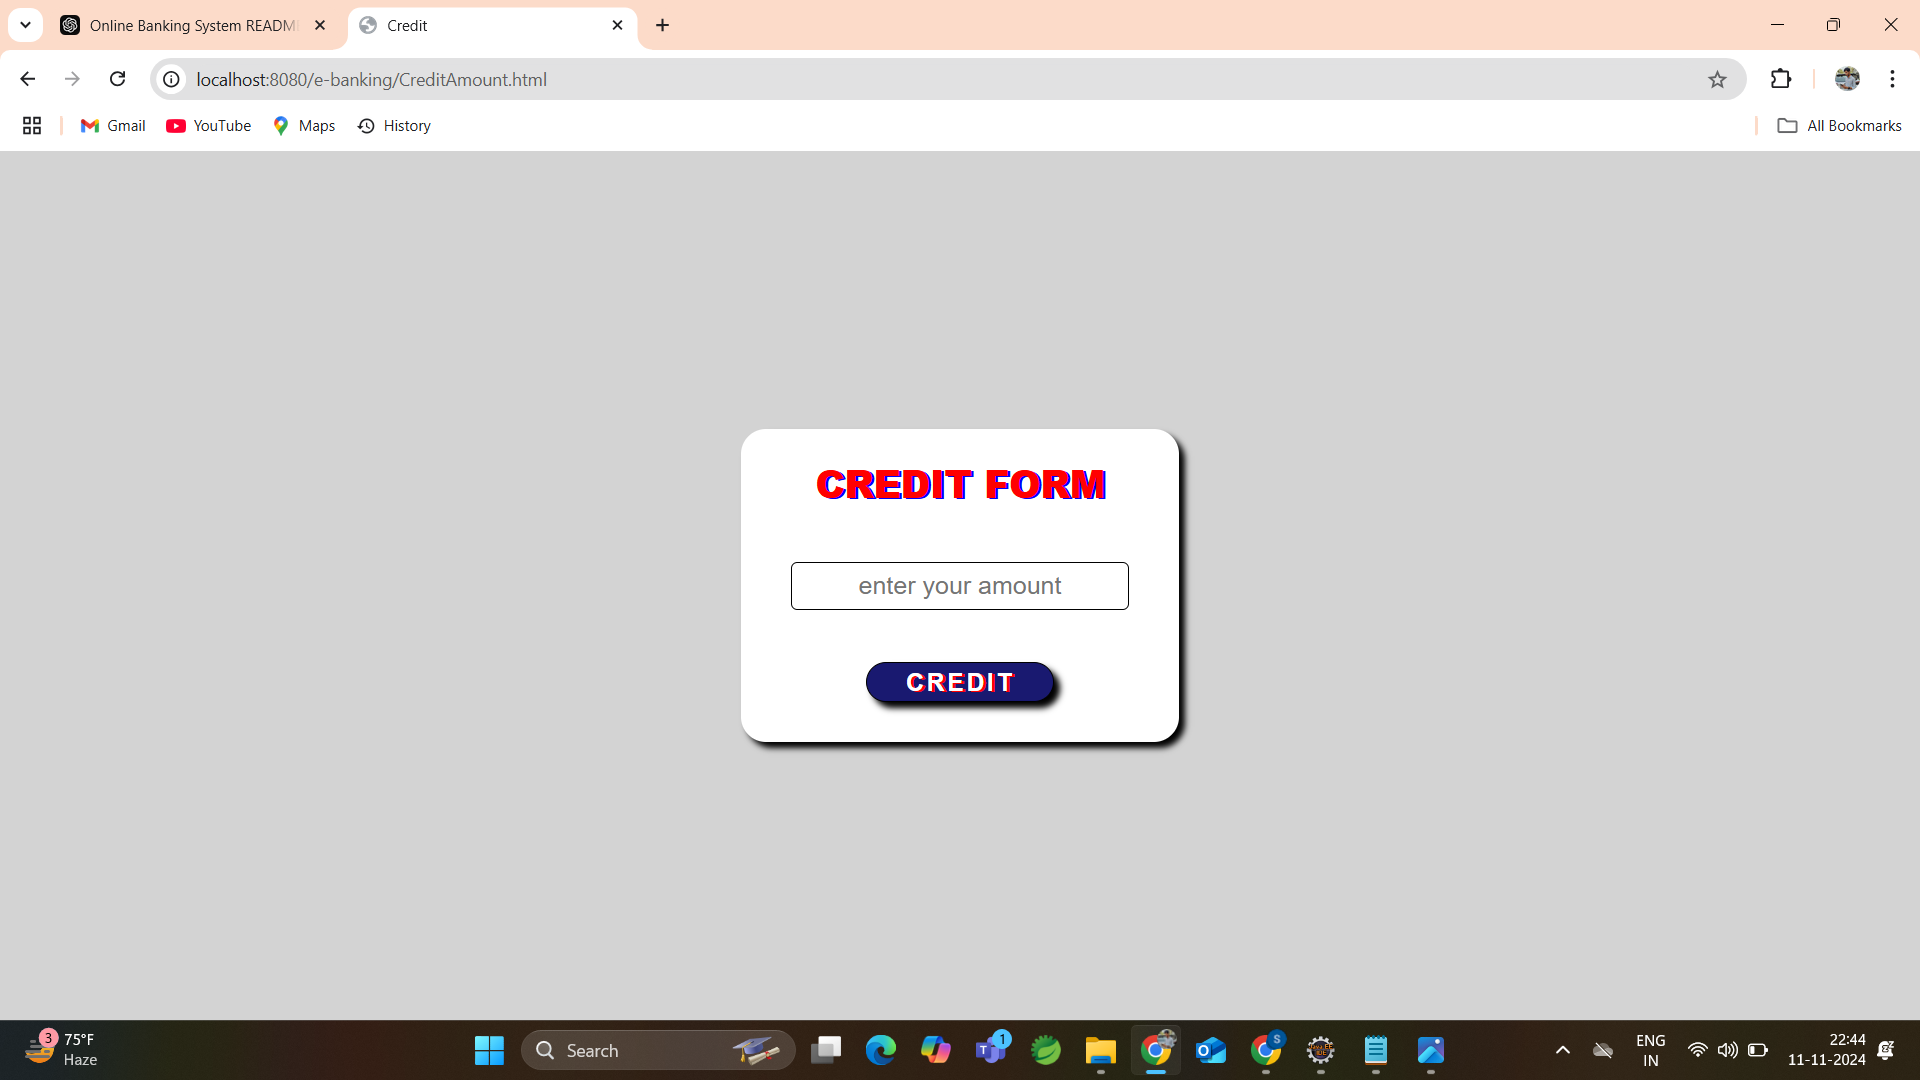 Online Banking System READM
Credit
localhost:8080/e-banking/CreditAmount.html
Gmail
YouTube
Maps
History
All Bookmarks
CREDIT FORM
enter your amount
CREDIT
3
75°F
Haze
Search
1
S
ENG
IN
22:44
11-11-2024